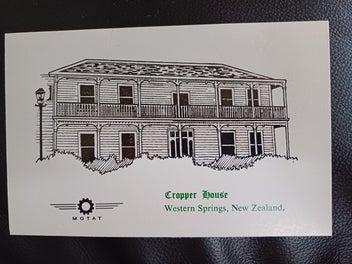 Cropper House
Western Springs, New Zealand.
MOTAT